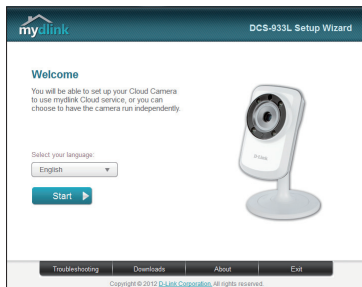 mydlink
DCS-933L Setup Wizard
Welcome
You will be able to set up your Cloud Camera
to use mydlink Cloud service, or you can
choose to have the camera run independently.
Select your language:
English
Start
D-Link
Troubleshooting Downloads About Exit
Copyright © 2012 D-Link Corporation. All rights reserved.